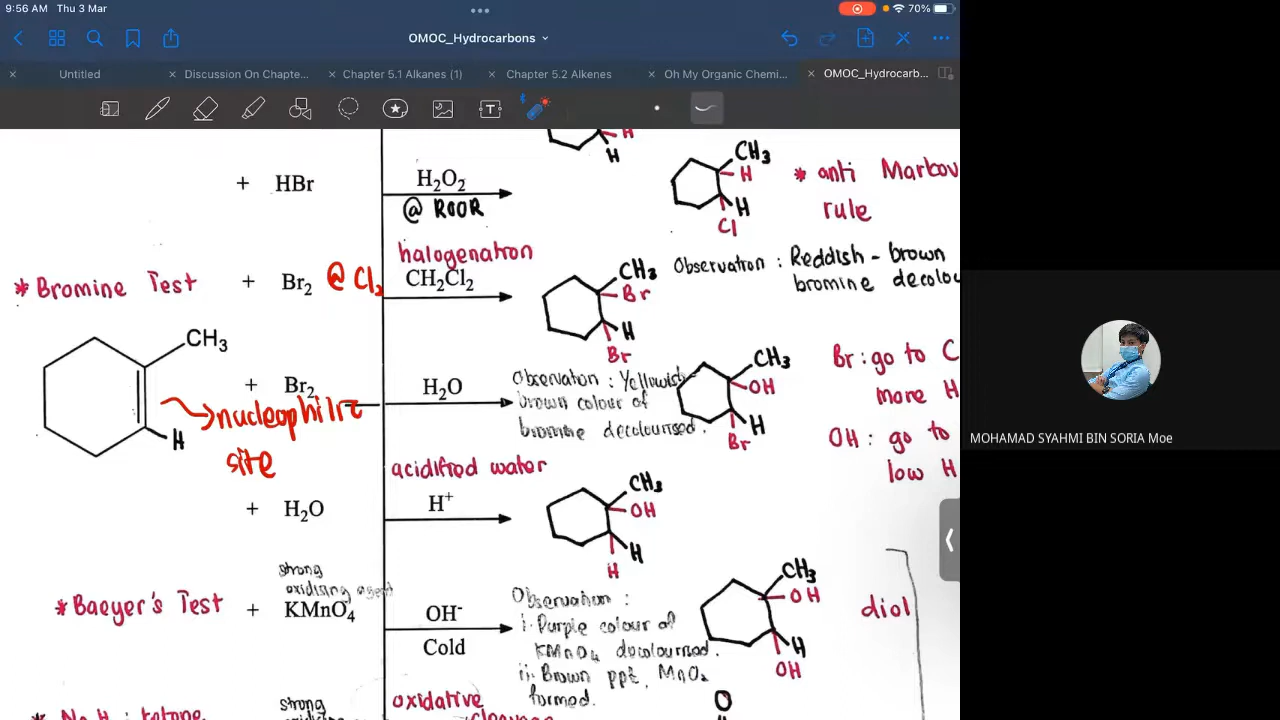 9:56 AM Thu 3 Mar
70%
OMOC_Hydrocarbons
Untitled
Discussion On Chapte...
Chapter 5.1 Alkanes (1)
Chapter 5.2 Alkenes
Oh My Organic Chemi...
OMOC_Hydrocarb...
H
H
+ HBr
H₂O₂
@ ROOR
CH₃
H
H
Cl
* anti Markov
rule
* Bromine Test
+ Br₂ @ Cl₂
halogenation
CH₂Cl₂
CH₃
Br
H
Br
Observation : Reddish - brown
bromine decolou
CH₃
H
+ Br₂
nucleophilic
site
H₂O
Observation : Yellowish
brown colour of
bromine decolourised.
CH₃
OH
H
Br
Br : go to C
more H
OH : go to
low H
+ H₂O
acidified water
H⁺
CH₃
OH
H
H
* Baeyer's Test
strong
oxidising agent
+ KMnO₄
OH⁻
Cold
Observation :
i. Purple colour of
KMnO₄ decolourised.
ii. Brown ppt, MnO₂
formed.
CH₃
OH
H
OH
diol
strong
oxidative
cleavage
O
: ketone
MOHAMAD SYAHMI BIN SORIA Moe